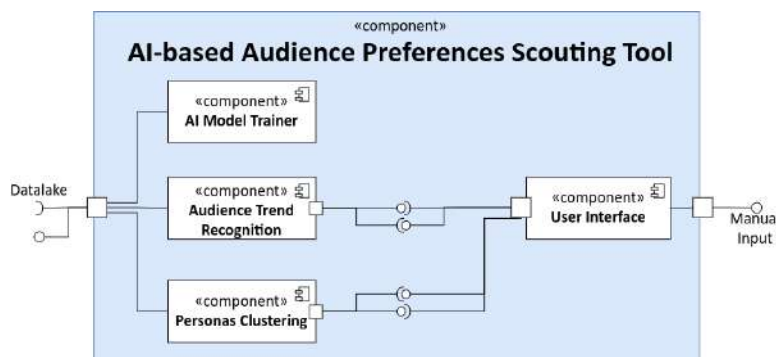 «component»
AI-based Audience Preferences Scouting Tool
«component»
AI Model Trainer
Datalake
«component»
Audience Trend
Recognition
«component»
User Interface
Manua
Input
«component»
Personas Clustering